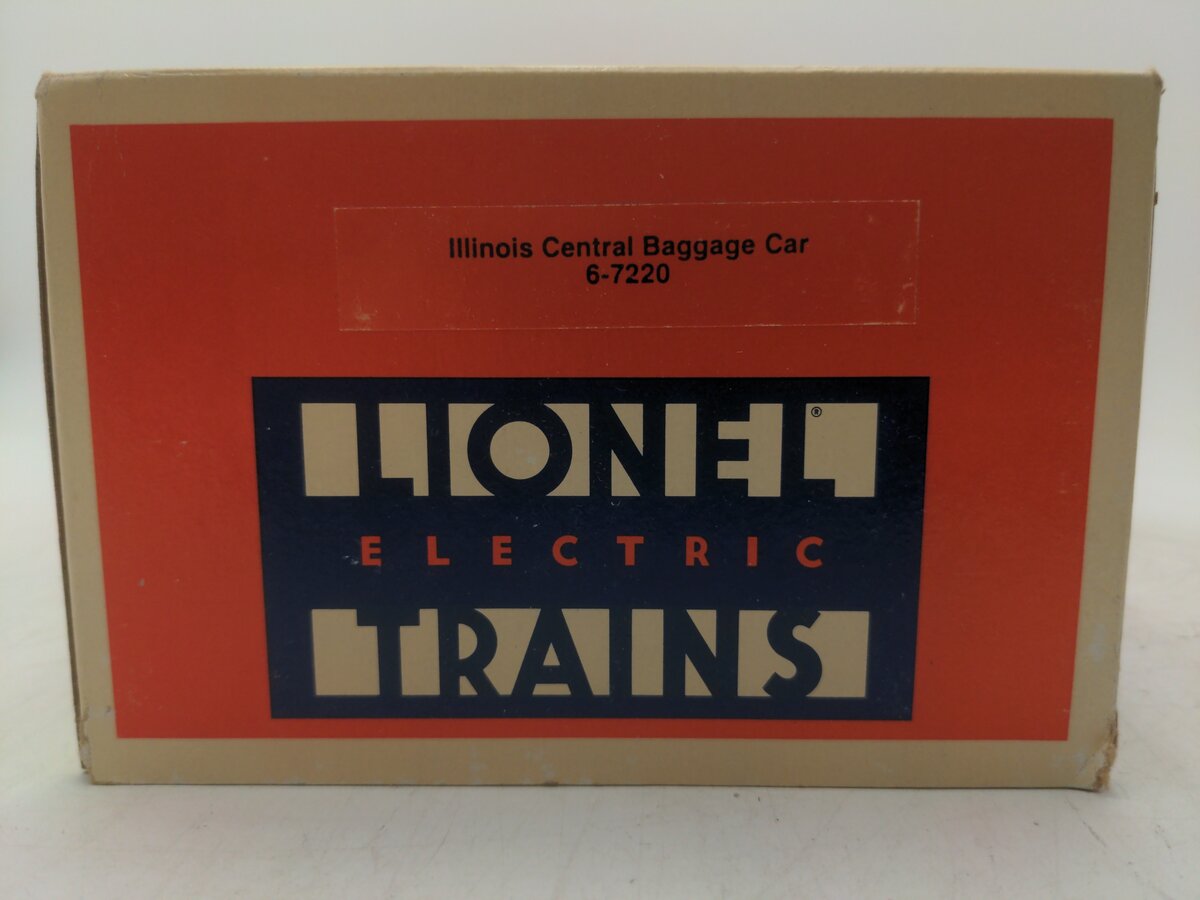 Illinois Central Baggage Car
6-7220
LIONEL®
ELECTRIC
TRAINS